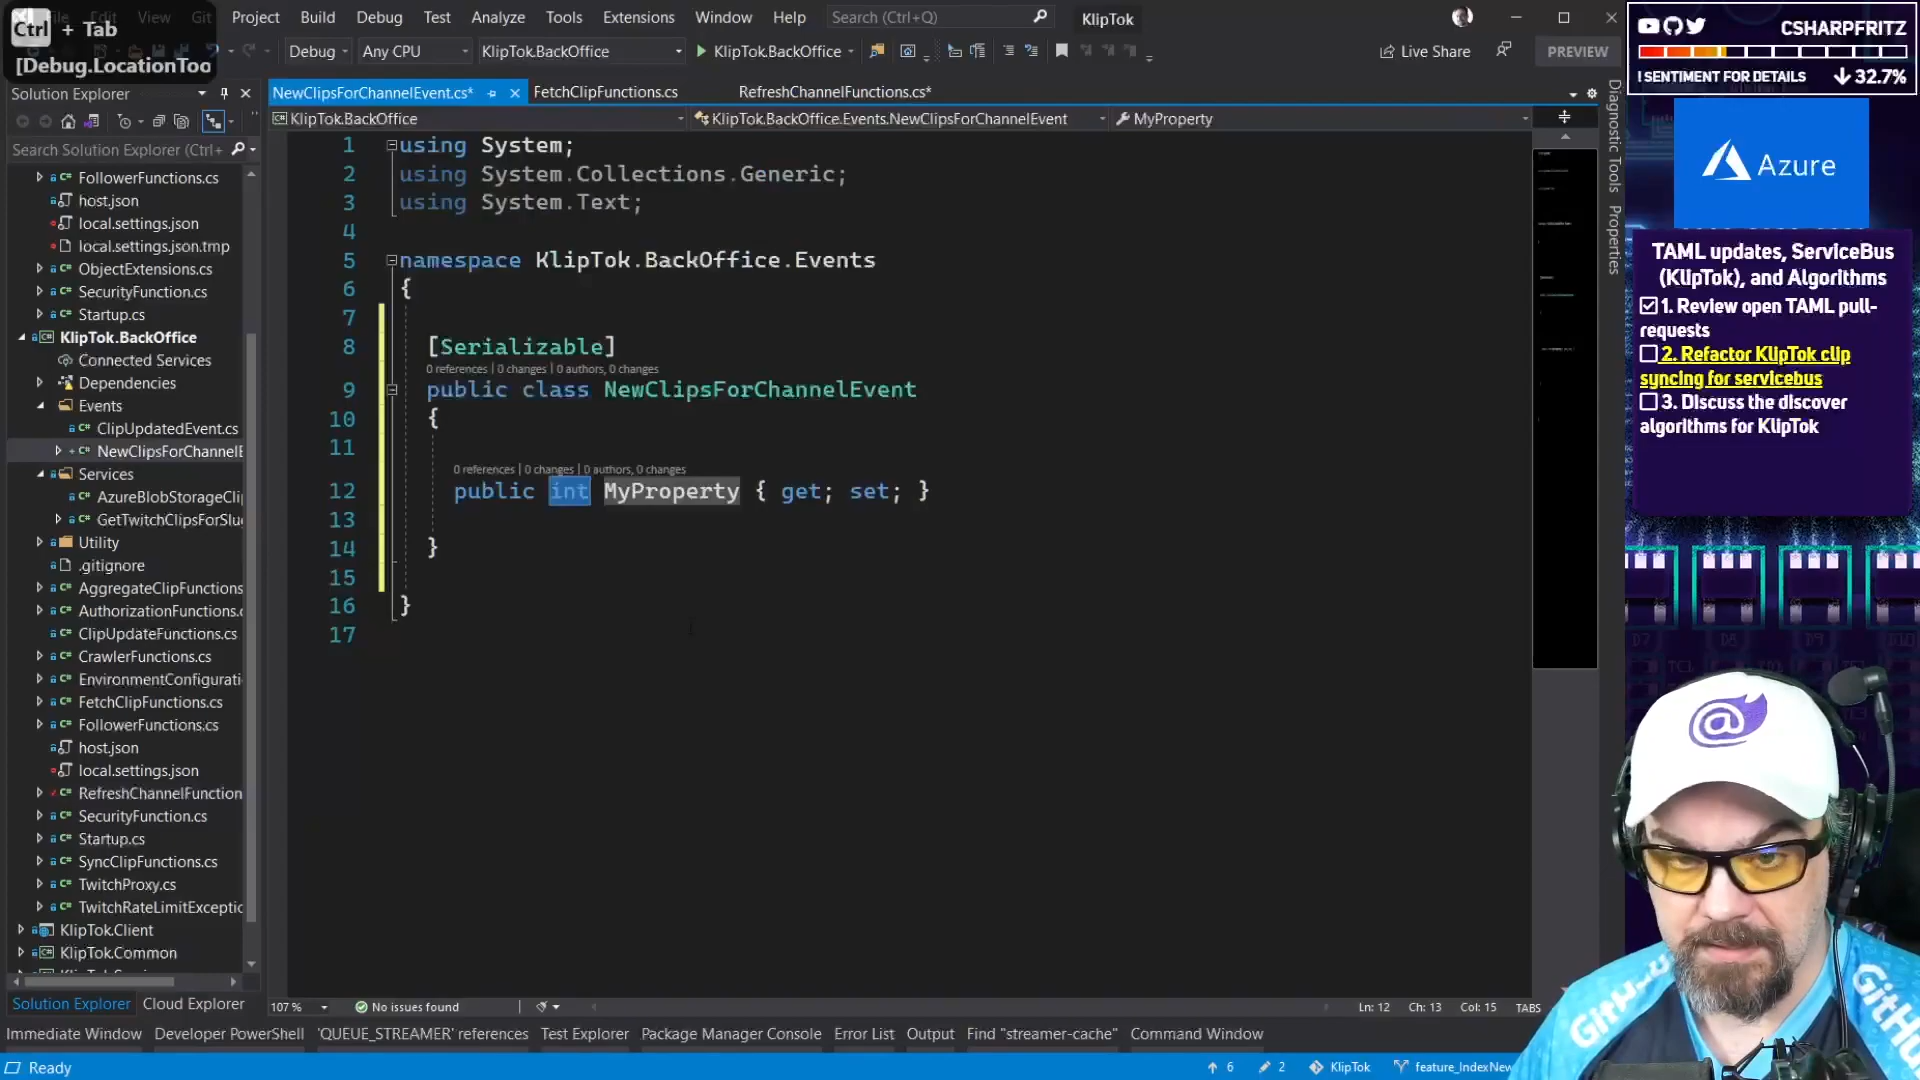 Ctrl + Tab
[Debug.LocationToo
File Edit View Git Project Build Debug Test Analyze Tools Extensions Window Help Search (Ctrl+Q) KlipTok
Debug Any CPU KlipTok.BackOffice KlipTok.BackOffice Live Share PREVIEW
Solution Explorer
Search Solution Explorer (Ctrl+
FollowerFunctions.cs
host.json
local.settings.json
local.settings.json.tmp
ObjectExtensions.cs
SecurityFunction.cs
Startup.cs
KlipTok.BackOffice
Connected Services
Dependencies
Events
ClipUpdatedEvent.cs
NewClipsForChannelE
Services
AzureBlobStorageCli
GetTwitchClipsForSlu
Utility
.gitignore
AggregateClipFunctions
AuthorizationFunctions.c
ClipUpdateFunctions.cs
CrawlerFunctions.cs
EnvironmentConfigurati
FetchClipFunctions.cs
FollowerFunctions.cs
host.json
local.settings.json
RefreshChannelFunction
SecurityFunction.cs
Startup.cs
SyncClipFunctions.cs
TwitchProxy.cs
TwitchRateLimitExceptic
KlipTok.Client
KlipTok.Common
Solution Explorer Cloud Explorer
NewClipsForChannelEvent.cs* FetchClipFunctions.cs RefreshChannelFunctions.cs*
KlipTok.BackOffice KlipTok.BackOffice.Events.NewClipsForChannelEvent MyProperty
1 using System;
2 using System.Collections.Generic;
3 using System.Text;
4
5 namespace KlipTok.BackOffice.Events
6 {
7
8 [Serializable]
0 references | 0 changes | 0 authors, 0 changes
9 public class NewClipsForChannelEvent
10 {
11
0 references | 0 changes | 0 authors, 0 changes
12 public int MyProperty { get; set; }
13
14 }
15
16 }
17
107 % No issues found Ln: 12 Ch: 13 Col: 15 TABS
Diagnostic Tools
Properties
Immediate Window Developer PowerShell 'QUEUE_STREAMER' references Test Explorer Package Manager Console Error List Output Find "streamer-cache" Command Window
Ready 6 2 KlipTok feature_IndexNew
CSHARPFRITZ
! SENTIMENT FOR DETAILS 32.7%
Azure
TAML updates, ServiceBus
(KlipTok), and Algorithms
1. Review open TAML pull-
requests
2. Refactor KlipTok clip
syncing for servicebus
3. Discuss the discover
algorithms for KlipTok
@
GitHub
GitHu